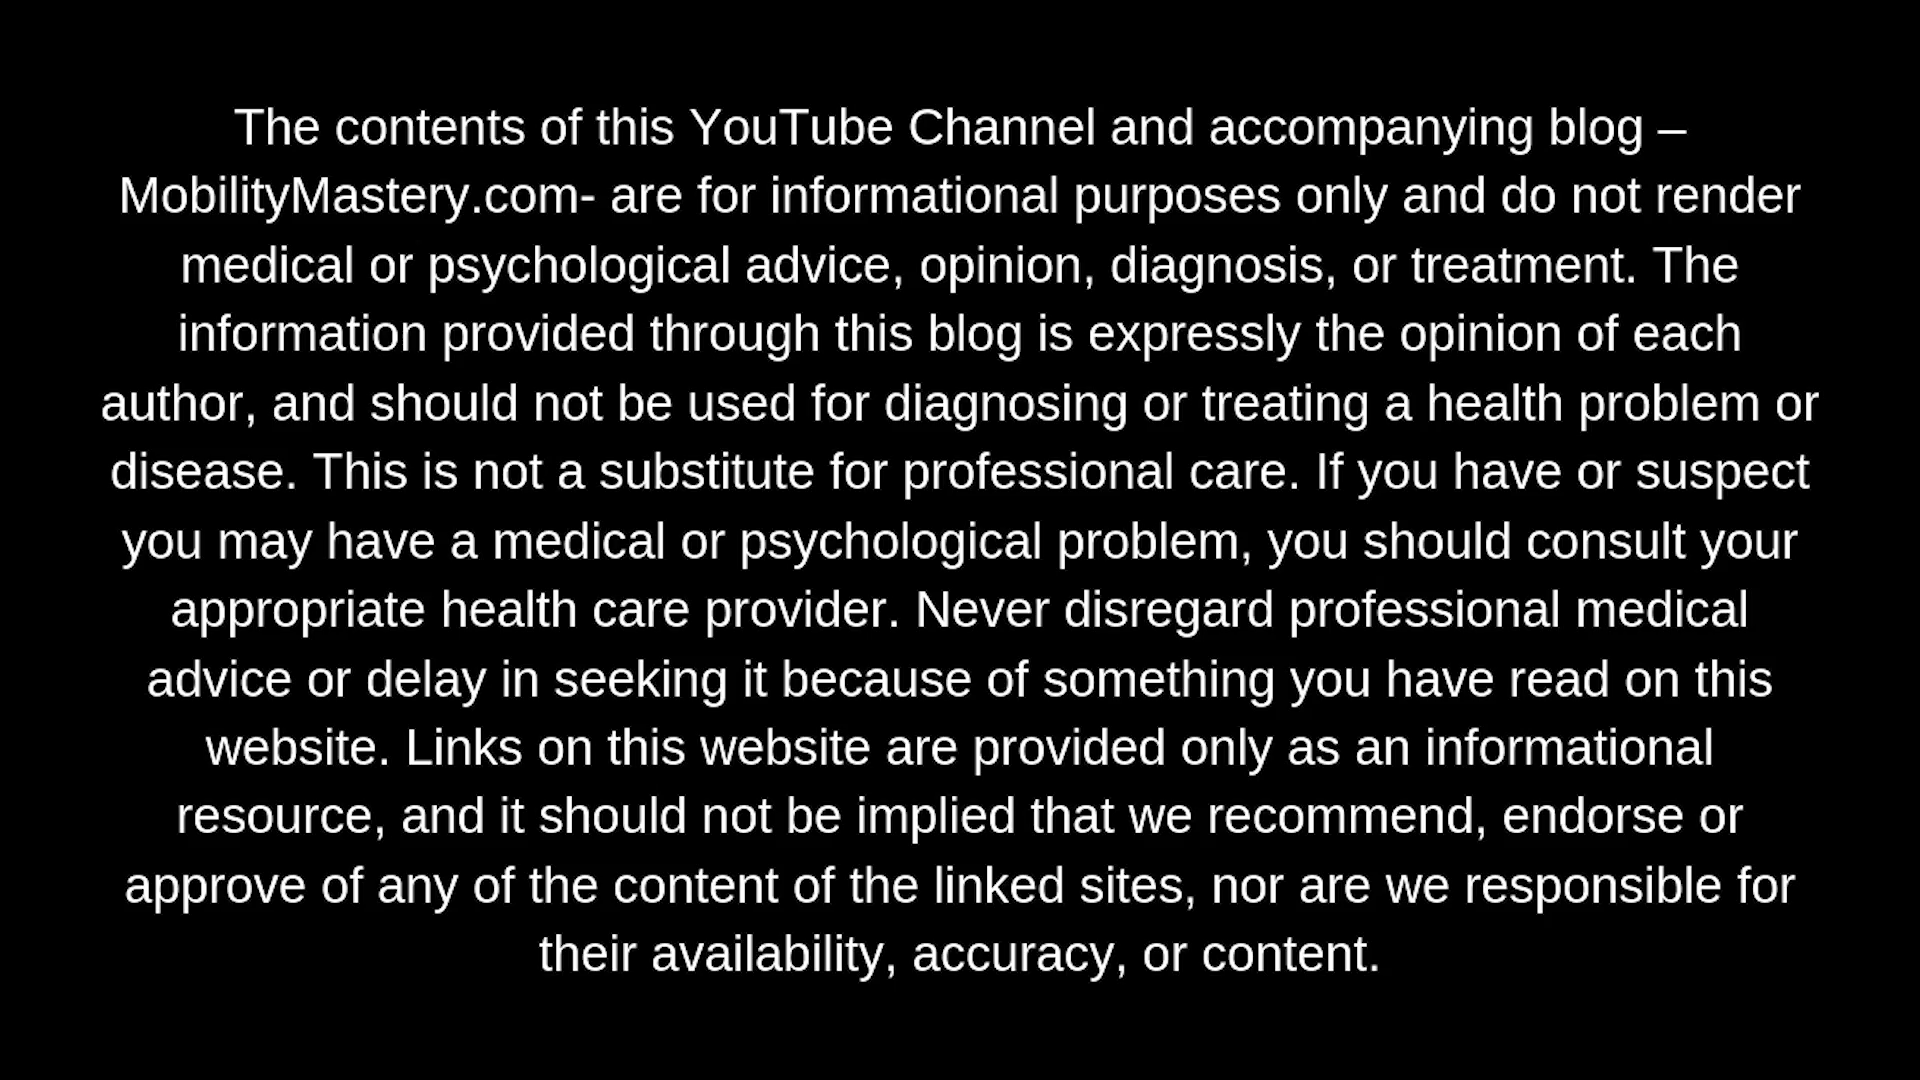 The contents of this YouTube Channel and accompanying blog –
MobilityMastery.com- are for informational purposes only and do not render
medical or psychological advice, opinion, diagnosis, or treatment. The
information provided through this blog is expressly the opinion of each
author, and should not be used for diagnosing or treating a health problem or
disease. This is not a substitute for professional care. If you have or suspect
you may have a medical or psychological problem, you should consult your
appropriate health care provider. Never disregard professional medical
advice or delay in seeking it because of something you have read on this
website. Links on this website are provided only as an informational
resource, and it should not be implied that we recommend, endorse or
approve of any of the content of the linked sites, nor are we responsible for
their availability, accuracy, or content.